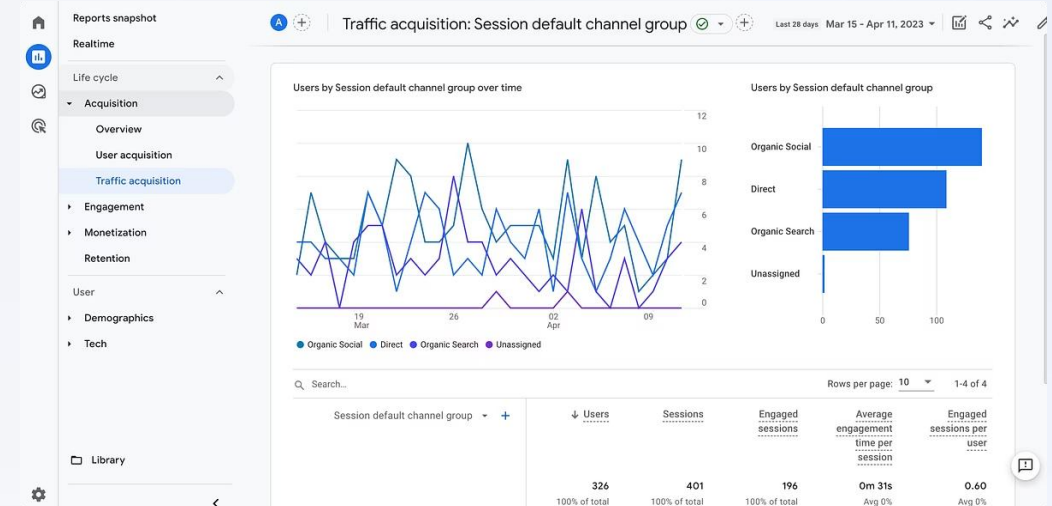 Reports snapshot
Realtime
Life cycle
Acquisition
Overview
User acquisition
Traffic acquisition
Engagement
Monetization
Retention
User
Demographics
Tech
Library
A
Traffic acquisition: Session default channel group
Last 28 days Mar 15 - Apr 11, 2023
Users by Session default channel group over time
12
10
8
6
4
2
0
19 26 02 09
Mar Apr
Organic Social Direct Organic Search Unassigned
Users by Session default channel group
Organic Social
Direct
Organic Search
Unassigned
0 50 100
Search...
Rows per page: 10 1-4 of 4
Session default channel group
Users
Sessions
Engaged
sessions
Average
engagement
time per
session
Engaged
sessions per
user
326 401 196 0m 31s 0.60
100% of total 100% of total 100% of total Avg 0% Avg 0%